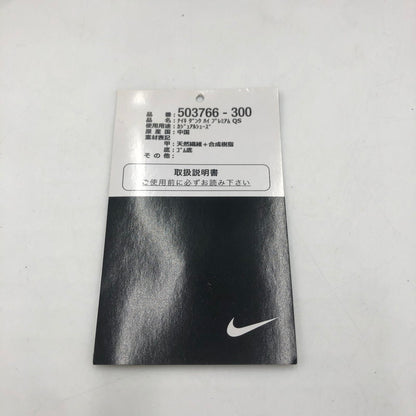 品番：503766 - 300
品名：ﾅｲｷ ﾀﾞﾝｸ ﾊｲ ﾌﾟﾚﾐｱﾑ QS
使用用途：ｶｼﾞｭｱﾙｼｭｰｽﾞ
原産国：中国
素材表記
甲：天然繊維＋合成樹脂
底：ｺﾞﾑ底
その他：
取扱説明書
ご使用前に必ずお読み下さい